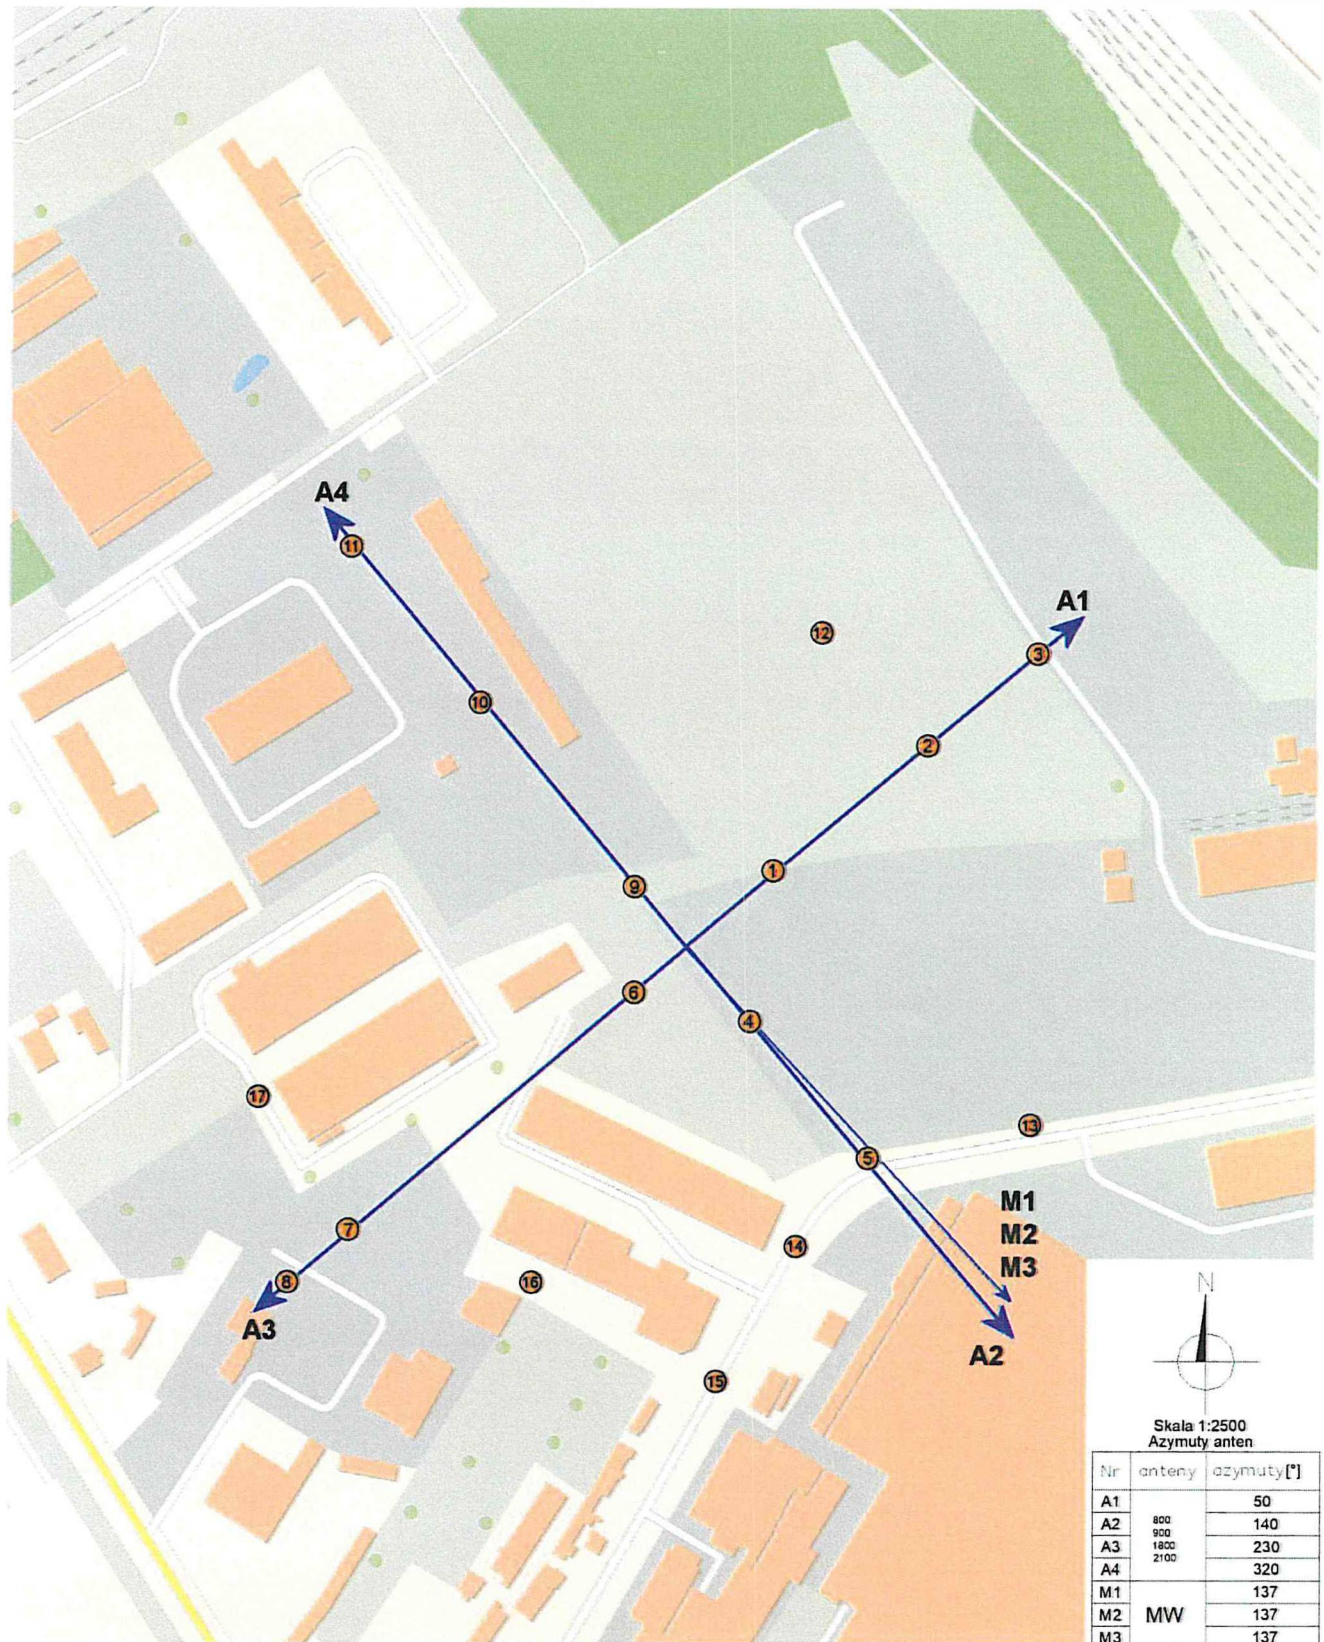 A4
11
A1
12
3
10
2
1
9
6
4
17
13
5
M1
M2
M3
7
14
8
16
N
A3
A2
15
Skala 1:2500
Azymuty anten
Nr anteny azymuty[°]
A1 50
A2 800 140
900
A3 1800 230
2100
A4 320
M1 137
M2 MW 137
M3 137